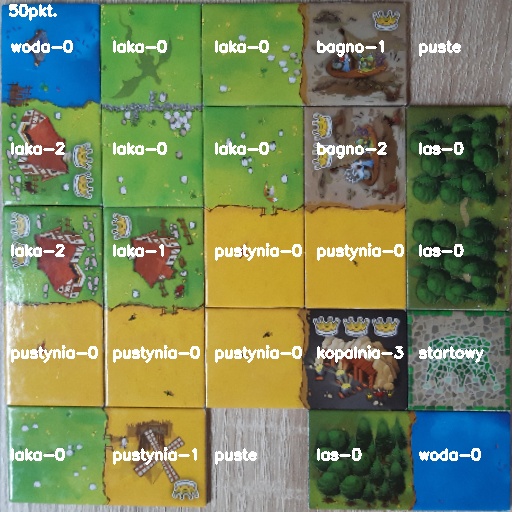 50pkt.
woda-0 laka-0 laka-0 bagno-1 puste
laka-2 laka-0 laka-0 bagno-2 las-0
laka-2 laka-1 pustynia-0 pustynia-0 las-0
pustynia-0 pustynia-0 pustynia-0 kopalnia-3 startowy
laka-0 pustynia-1 puste las-0 woda-0